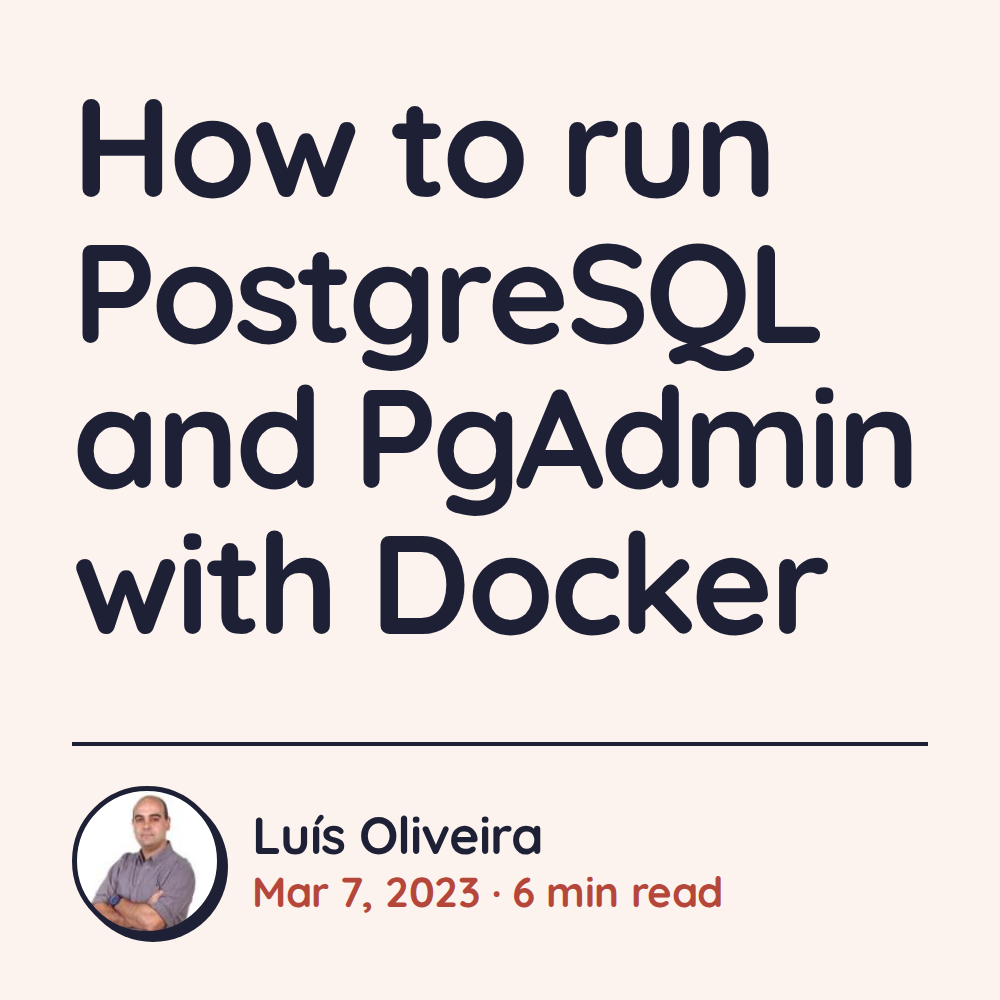 How to run
PostgreSQL
and PgAdmin
with Docker
Luís Oliveira
Mar 7, 2023 · 6 min read